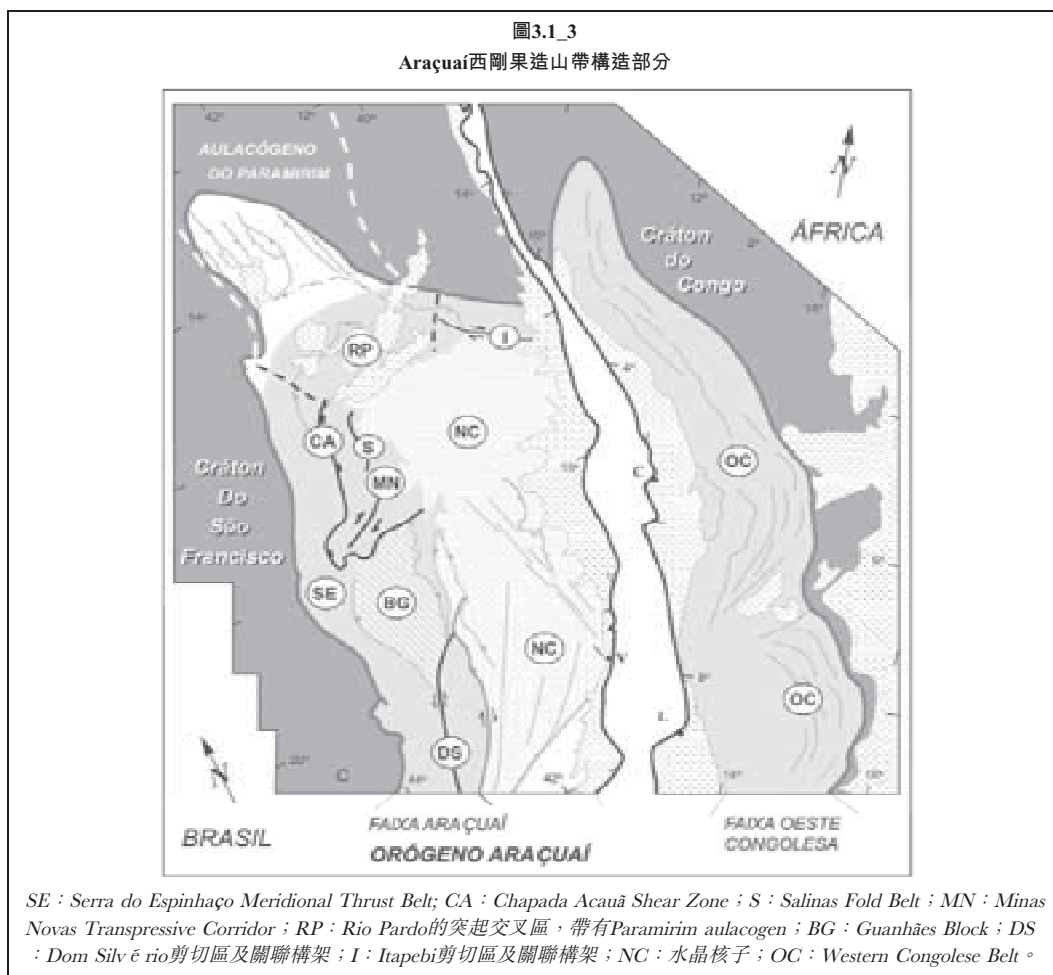 圖3.1_3
Araçuaí西剛果造山帶構造部分
42º
12º
40º
AULACÓGENO
DO PARAMIRIM
N
ÁFRICA
Cráton
do
Congo
RP
I
CA
S
NC
MN
OC
Cráton
Do
São
Francisco
SE
BG
NC
OC
DS
N
C
L
BRASIL
FAIXA ARAÇUAÍ
ORÓGENO ARAÇUAÍ
FAIXA OESTE
CONGOLESA
SE：Serra do Espinhaço Meridional Thrust Belt; CA：Chapada Acauã Shear Zone；S：Salinas Fold Belt；MN：Minas
Novas Transpressive Corridor；RP：Rio Pardo的突起交叉區，帶有Paramirim aulacogen；BG：Guanhães Block；DS
：Dom Silv é rio剪切區及關聯構架；I：Itapebi剪切區及關聯構架；NC：水晶核子；OC：Western Congolese Belt。